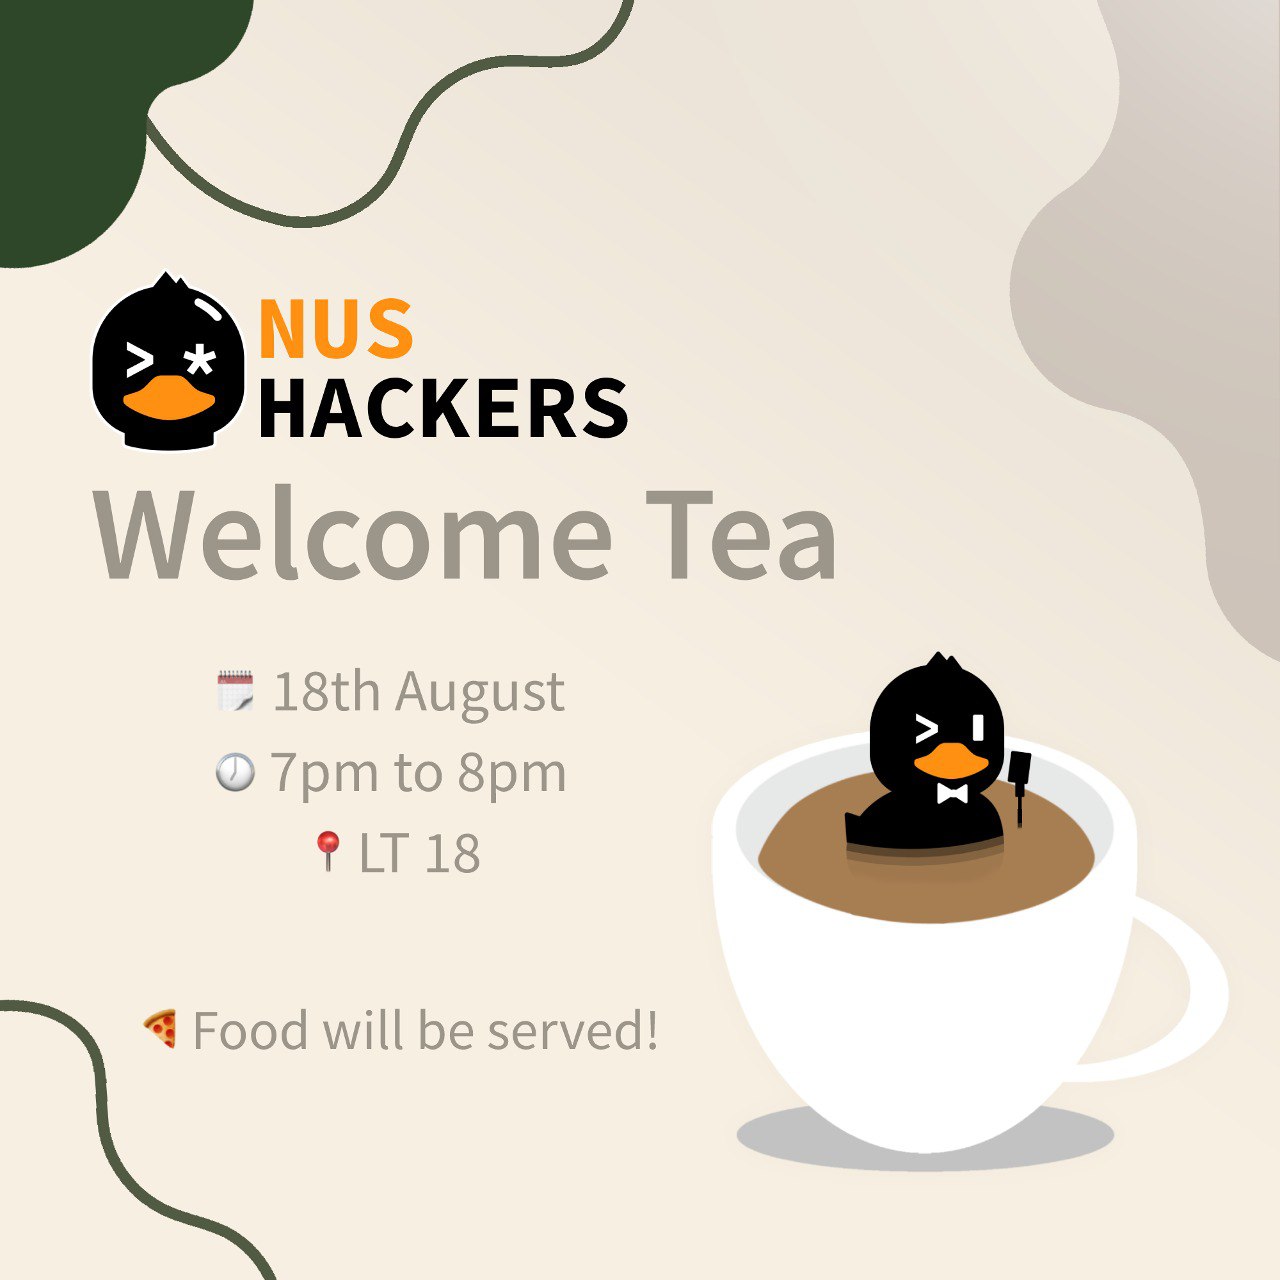 NUS
HACKERS
Welcome Tea
18th August
7pm to 8pm
LT 18
Food will be served!